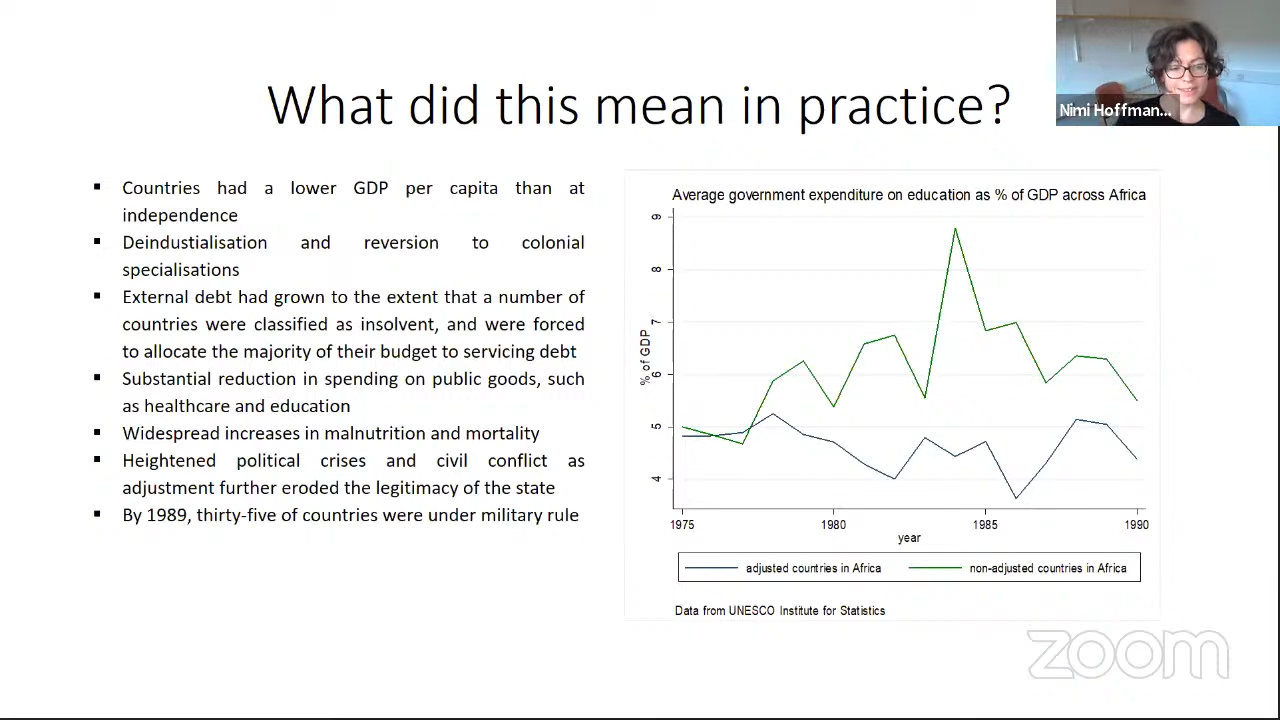 What did this mean in practice?
Nimi Hoffman...
▪ Countries had a lower GDP per capita than at
independence
▪ Deindustialisation and reversion to colonial
specialisations
▪ External debt had grown to the extent that a number of
countries were classified as insolvent, and were forced
to allocate the majority of their budget to servicing debt
▪ Substantial reduction in spending on public goods, such
as healthcare and education
▪ Widespread increases in malnutrition and mortality
▪ Heightened political crises and civil conflict as
adjustment further eroded the legitimacy of the state
▪ By 1989, thirty-five of countries were under military rule
Average government expenditure on education as % of GDP across Africa
9
8
7
6
5
4
% of GDP
1975 1980 1985 1990
year
adjusted countries in Africa non-adjusted countries in Africa
Data from UNESCO Institute for Statistics
zoom